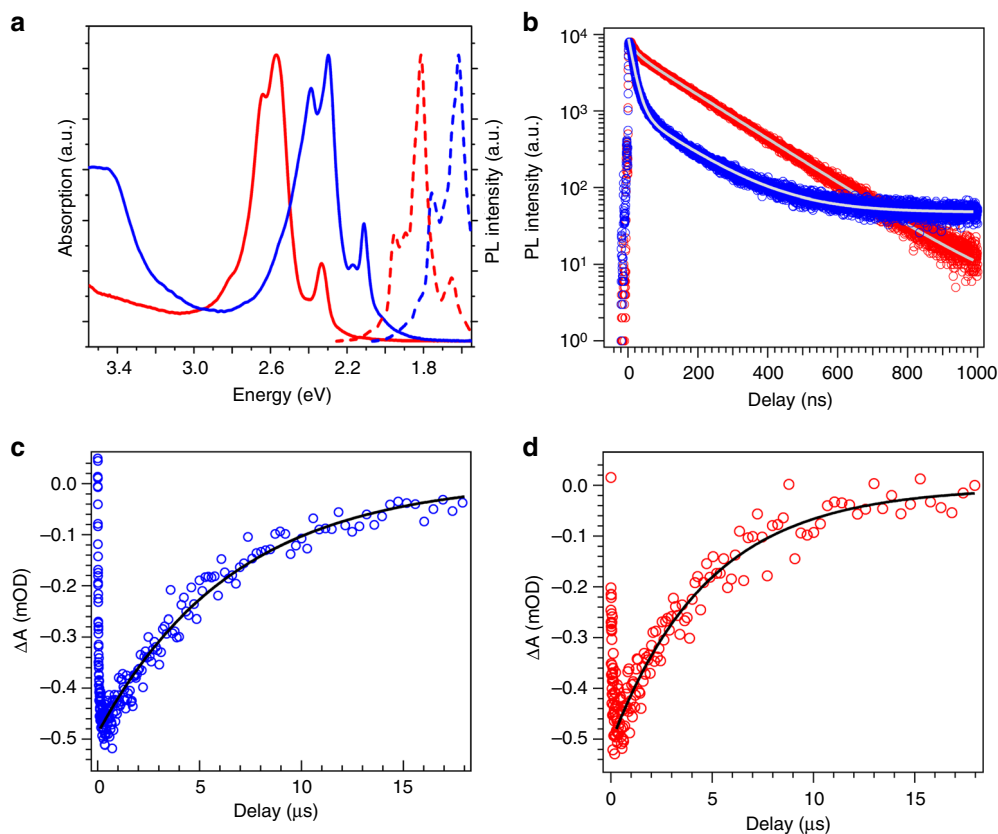 a
Absorption (a.u.)
PL intensity (a.u.)
3.4 3.0 2.6 2.2 1.8
Energy (eV)
b
PL intensity (a.u.)
10⁴
10³
10²
10¹
10⁰
0 200 400 600 800 1000
Delay (ns)
c
ΔA (mOD)
0.0
−0.1
−0.2
−0.3
−0.4
−0.5
0 5 10 15
Delay (μs)
d
ΔA (mOD)
0.0
−0.1
−0.2
−0.3
−0.4
−0.5
0 5 10 15
Delay (μs)